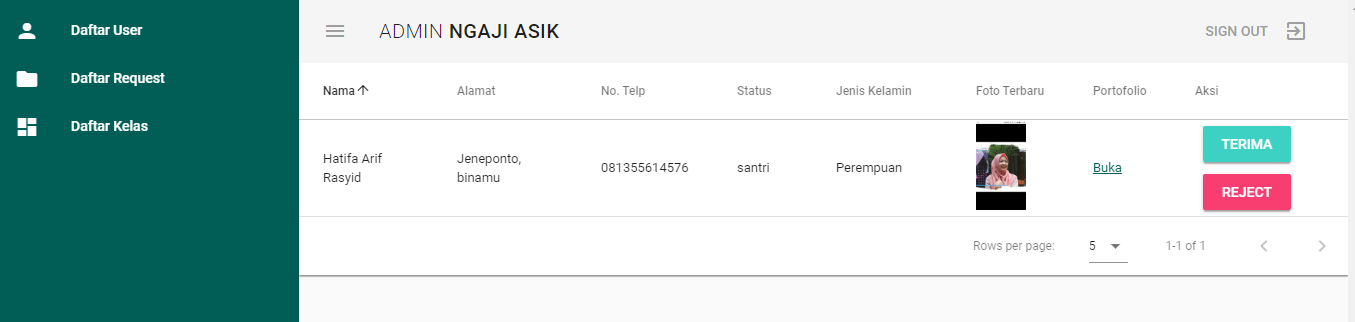 Daftar User
Daftar Request
Daftar Kelas
ADMIN NGAJI ASIK
SIGN OUT
Nama Alamat No. Telp Status Jenis Kelamin Foto Terbaru Portofolio Aksi
Hatifa Arif
Rasyid
Jeneponto,
binamu
081355614576
santri
Perempuan
Buka
TERIMA
REJECT
Rows per page: 5 1-1 of 1